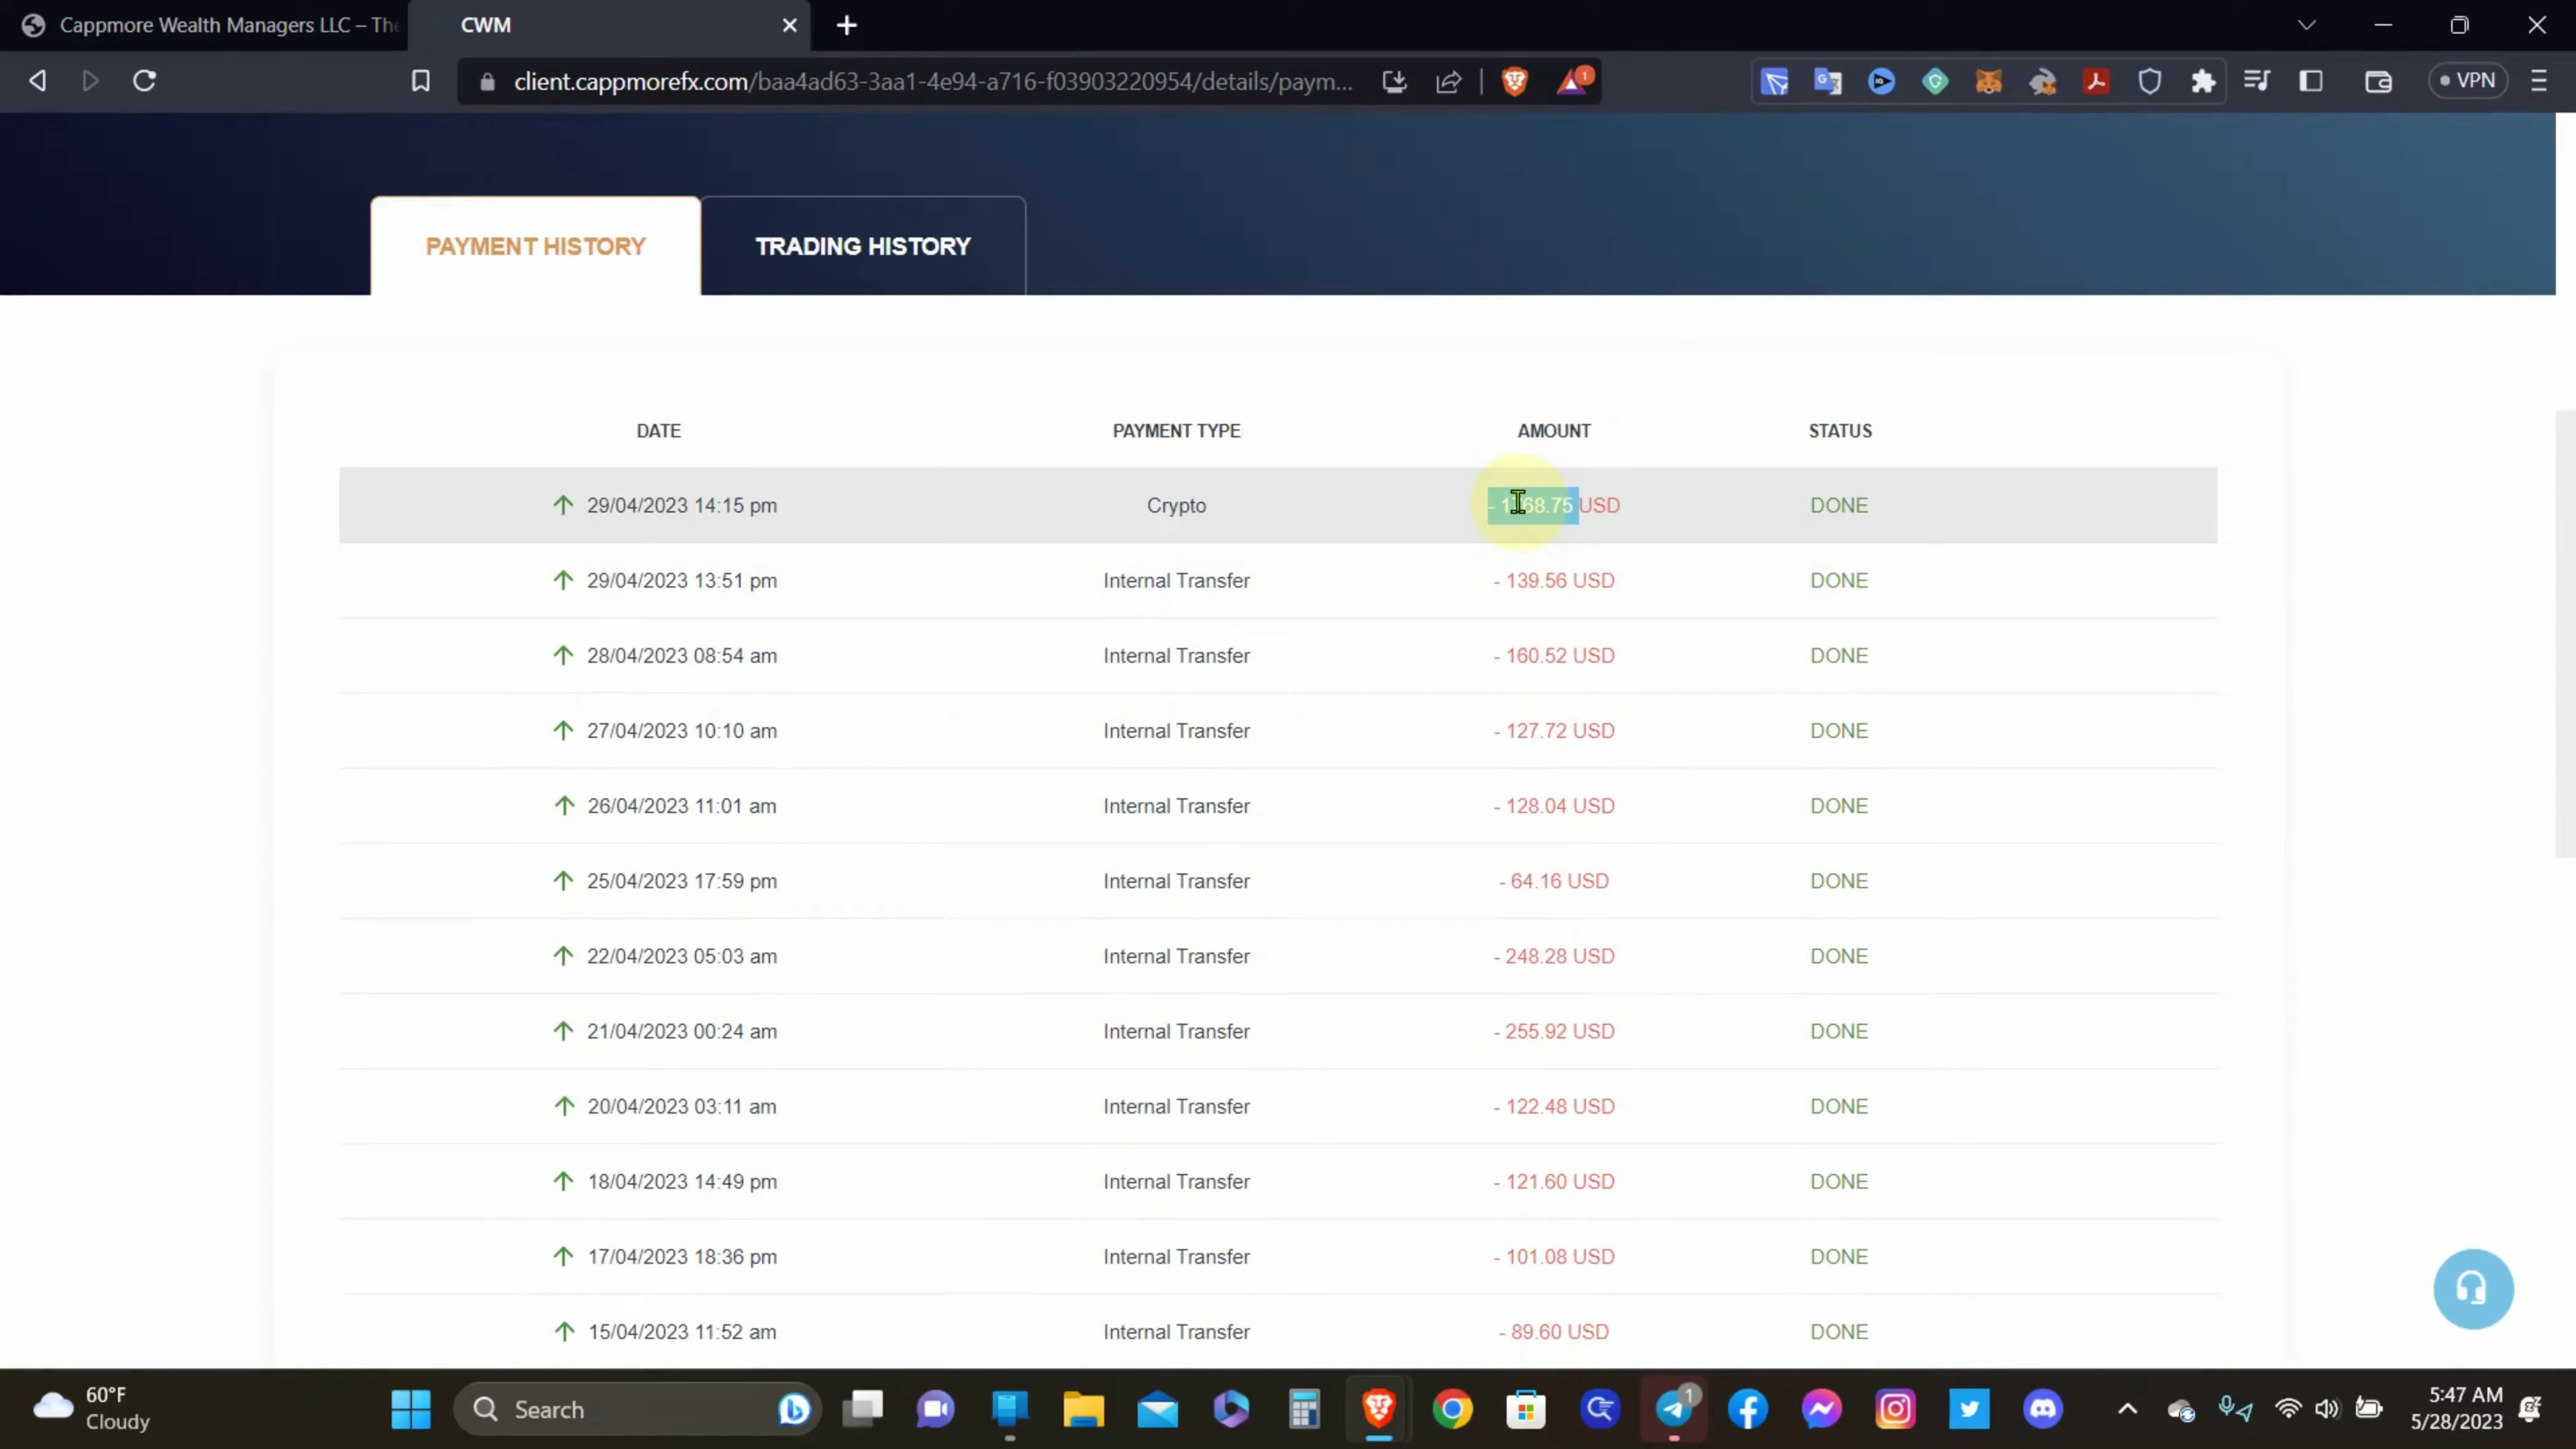 Cappmore Wealth Managers LLC – The
CWM
client.cappmorefx.com/baa4ad63-3aa1-4e94-a716-f03903220954/details/paym...
1
VPN
PAYMENT HISTORY
TRADING HISTORY
DATE PAYMENT TYPE AMOUNT STATUS
29/04/2023 14:15 pm Crypto USD DONE
29/04/2023 13:51 pm Internal Transfer - 139.56 USD DONE
28/04/2023 08:54 am Internal Transfer - 160.52 USD DONE
27/04/2023 10:10 am Internal Transfer - 127.72 USD DONE
26/04/2023 11:01 am Internal Transfer - 128.04 USD DONE
25/04/2023 17:59 pm Internal Transfer - 64.16 USD DONE
22/04/2023 05:03 am Internal Transfer - 248.28 USD DONE
21/04/2023 00:24 am Internal Transfer - 255.92 USD DONE
20/04/2023 03:11 am Internal Transfer - 122.48 USD DONE
18/04/2023 14:49 pm Internal Transfer - 121.60 USD DONE
17/04/2023 18:36 pm Internal Transfer - 101.08 USD DONE
15/04/2023 11:52 am Internal Transfer - 89.60 USD DONE
60°F
Cloudy
Search
1
5:47 AM
5/28/2023